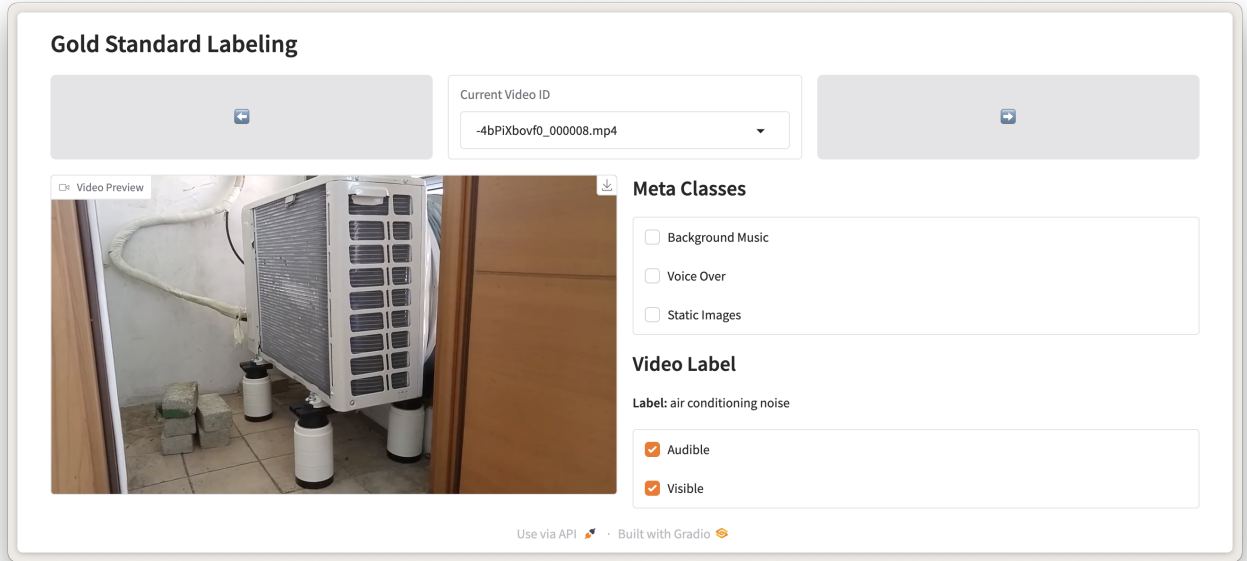 Gold Standard Labeling
⬅️
Current Video ID
-4bPiXbovf0_000008.mp4
➡️
Video Preview
Meta Classes
Background Music
Voice Over
Static Images
Video Label
Label: air conditioning noise
Audible
Visible
Use via API 🚀 · Built with Gradio